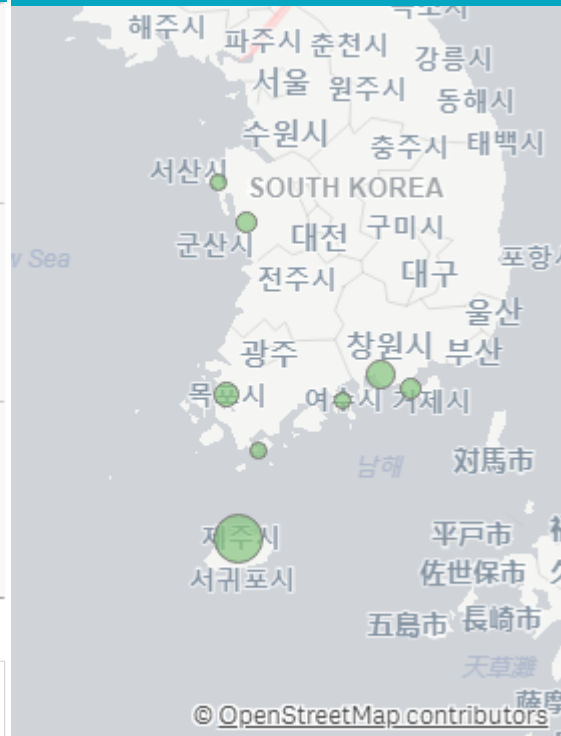 해주시
파주시 춘천시
강릉시
서울 원주시
동해시
수원시
충주시 태백시
서산시
SOUTH KOREA
군산시 대전 구미시
Sea
포항시
전주시 대구
울산
광주 창원시 부산
목포시 여수시 거제시
남해 対馬市
제주시
平戸市
서귀포시 佐世保市
五島市 長崎市
天草灘
薩摩
© OpenStreetMap contributors